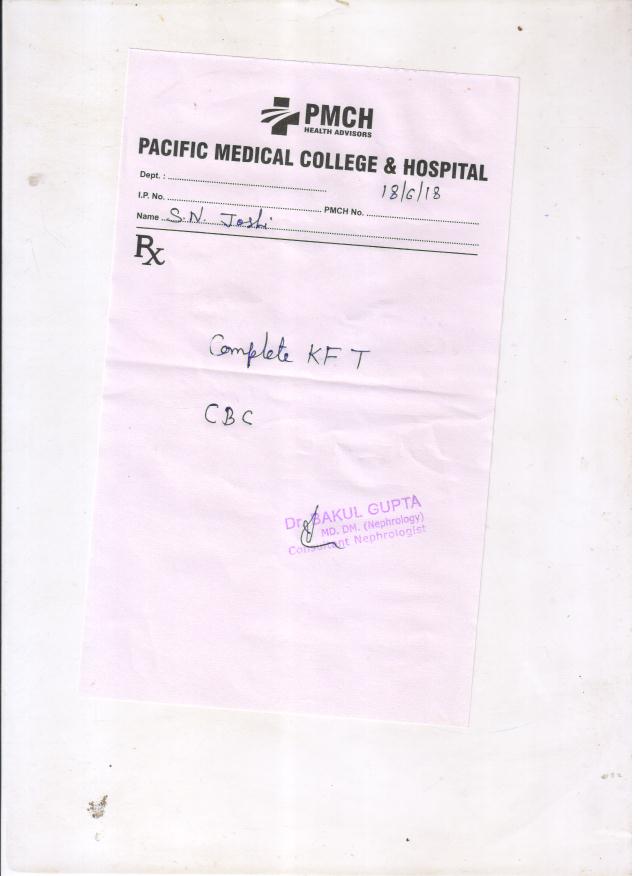 PMCH
HEALTH ADVISORS
PACIFIC MEDICAL COLLEGE & HOSPITAL
Dept. : 18/6/18
I.P. No. PMCH No.
Name S.N. Joshi
Rx
Complete KFT
CBC
Dr. BAKUL GUPTA
MD. DM. (Nephrology)
Consultant Nephrologist